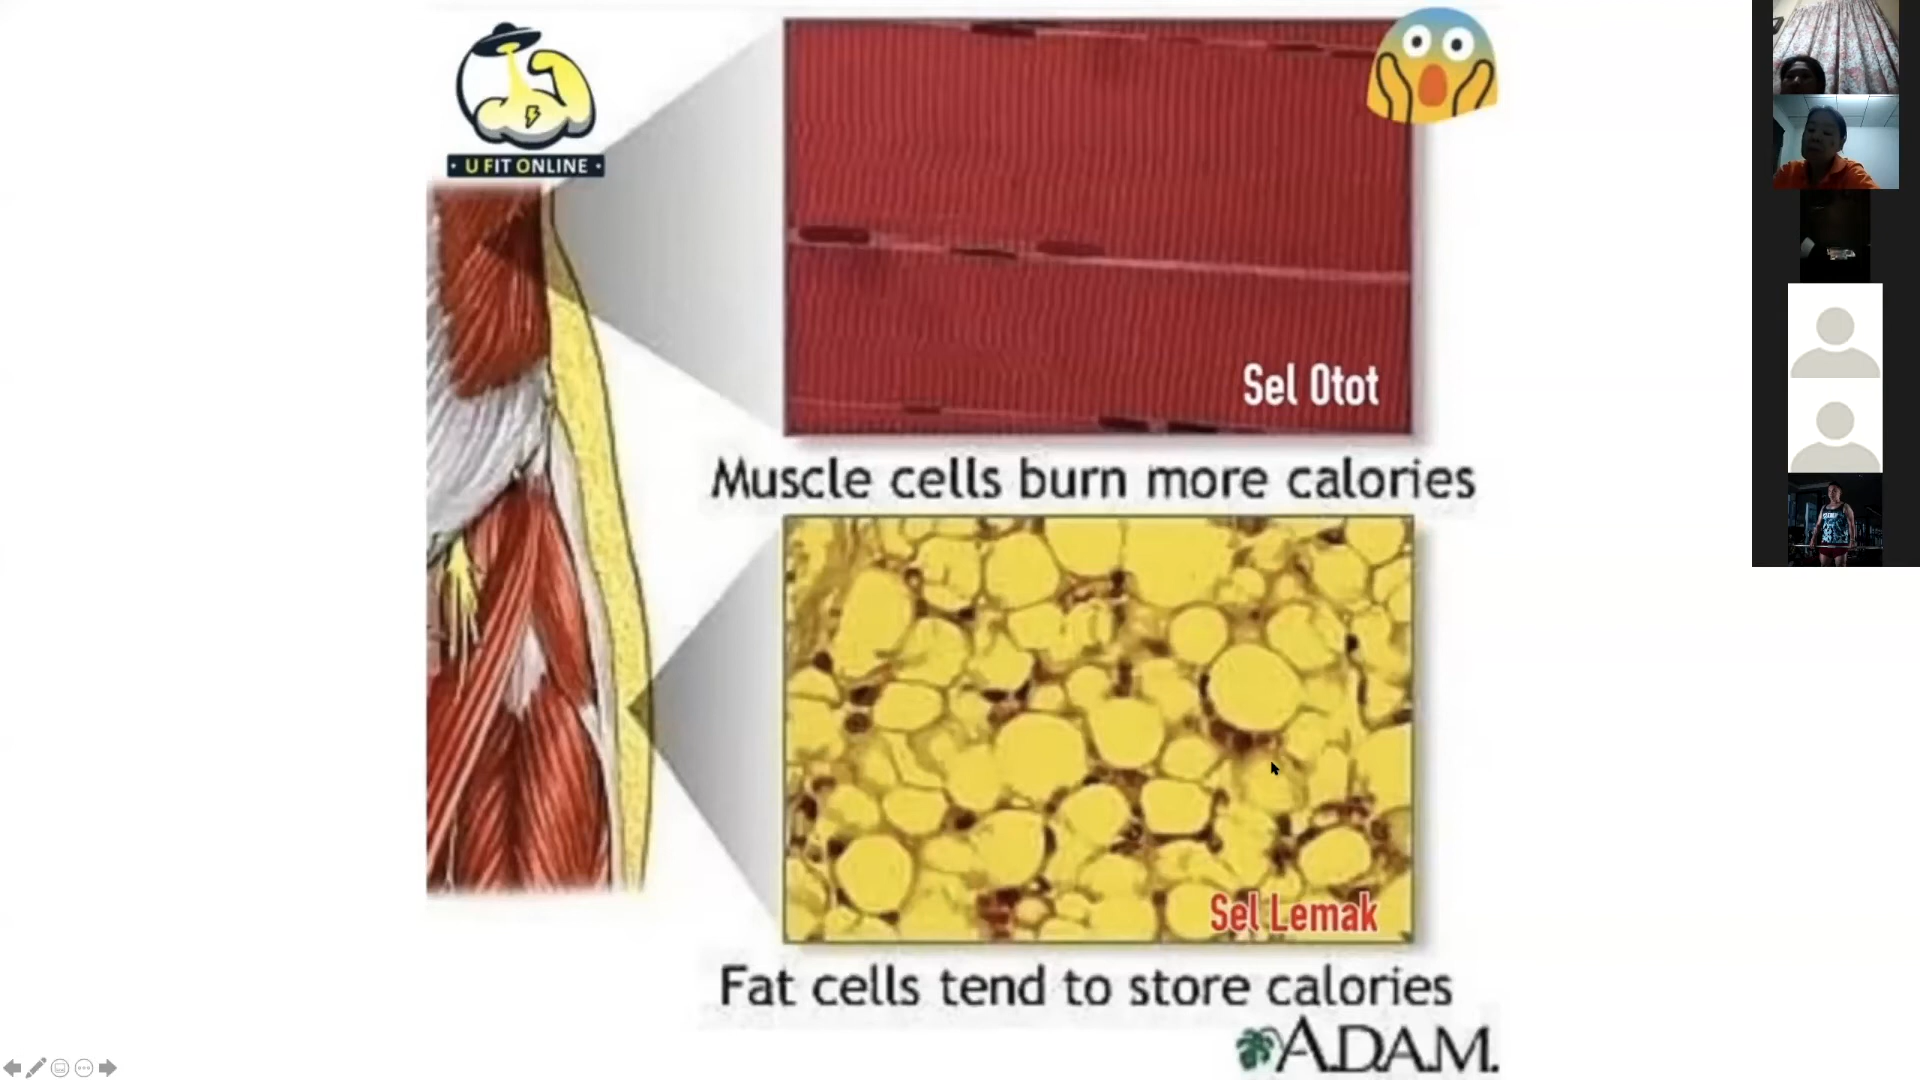 · U FIT ONLINE ·
Sel Otot
Muscle cells burn more calories
Sel Lemak
Fat cells tend to store calories
A.D.A.M.